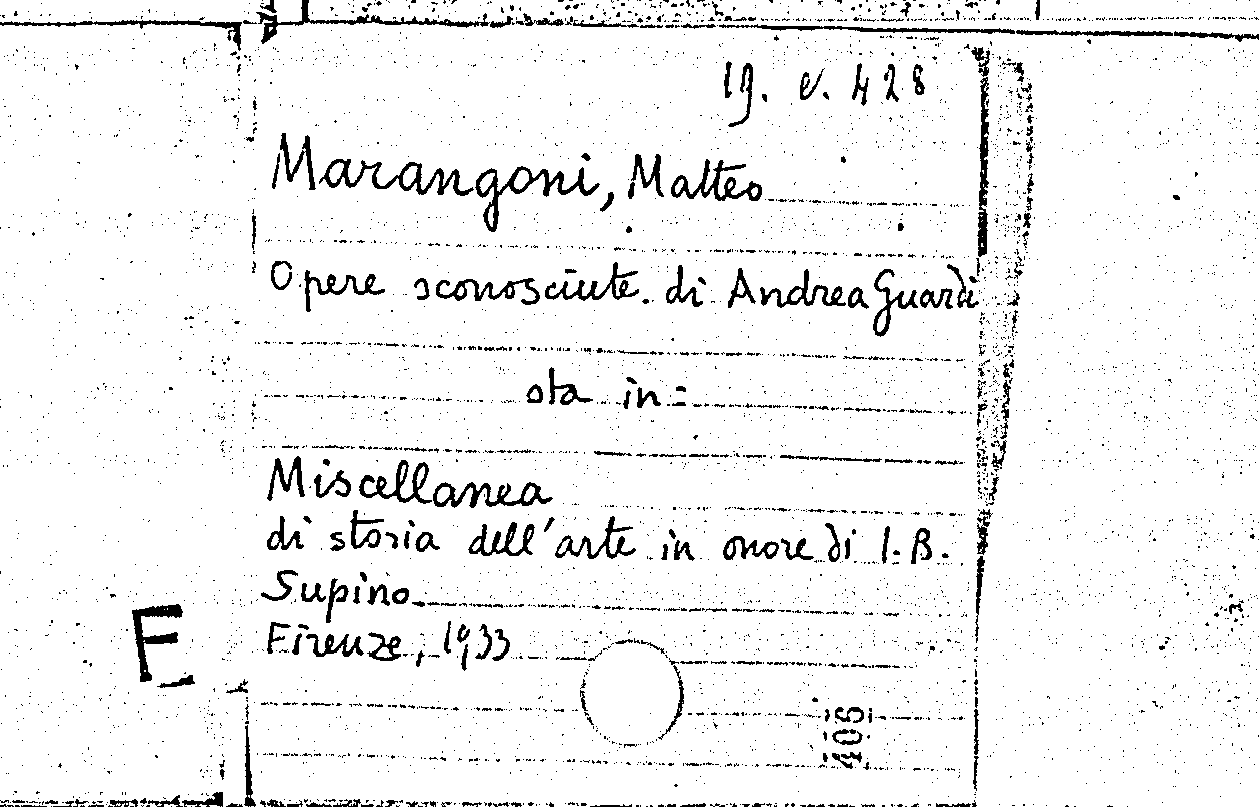 19. e. 428
Marangoni, Matteo
Opere sconosciute. di Andrea Guardi
sta in:
Miscellanea
di storia dell'arte in onore di I. B.
Supino
Firenze, 1933
E
406